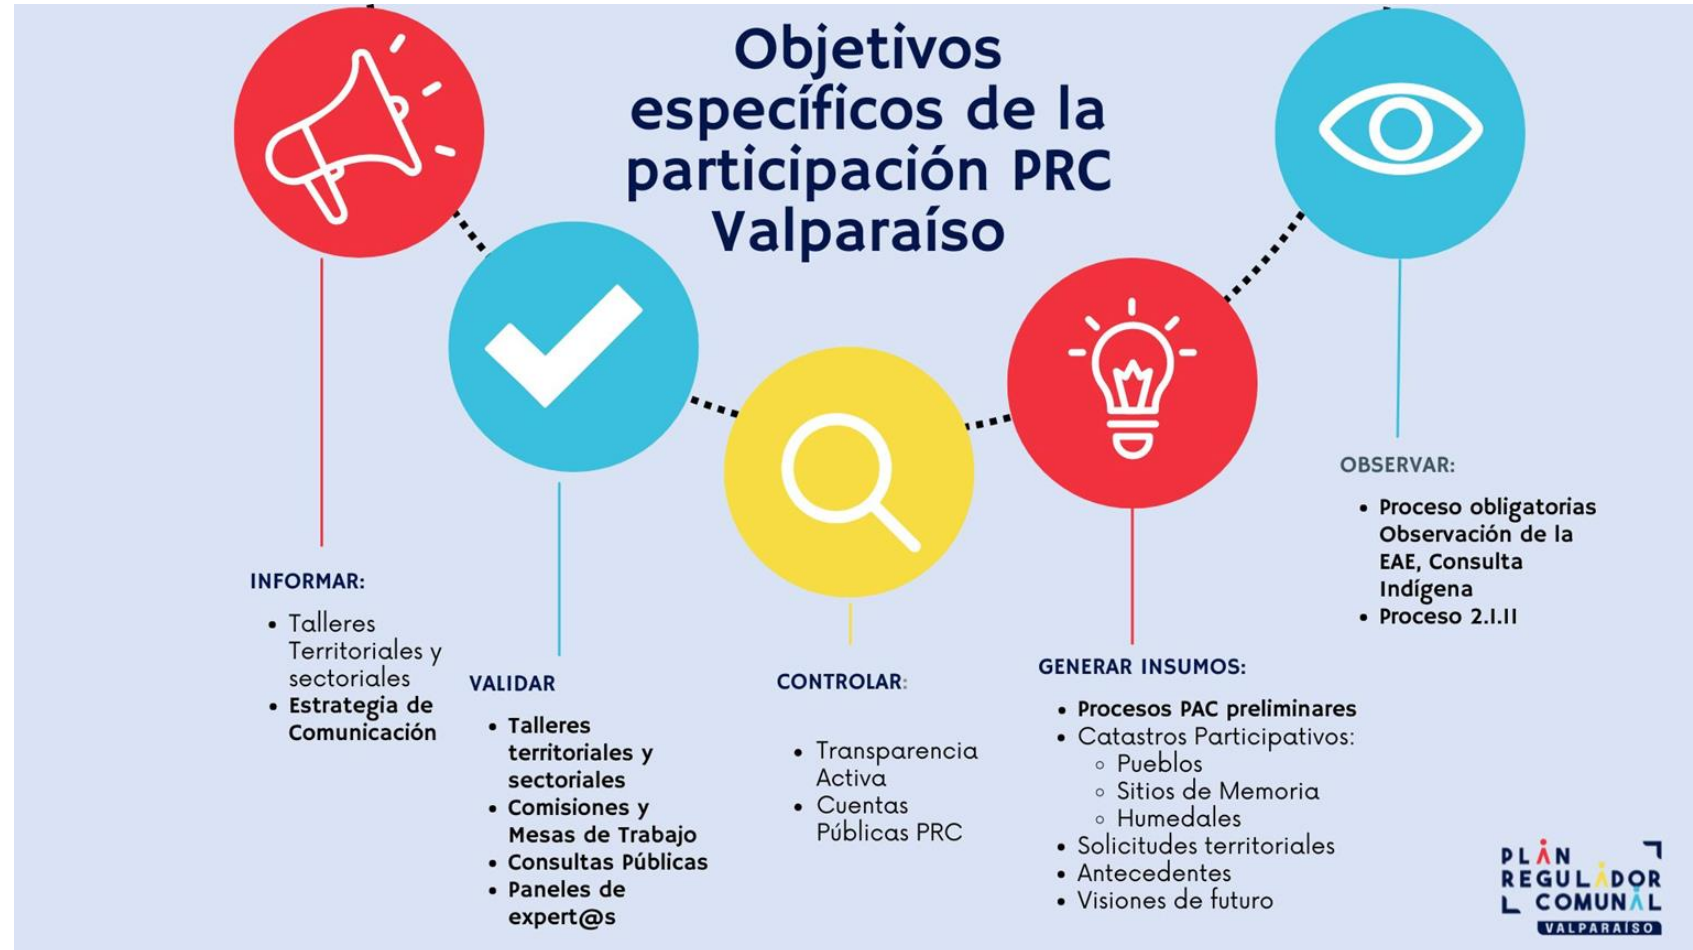 Objetivos
específicos de la
participación PRC
Valparaíso
INFORMAR:
• Talleres
Territoriales y
sectoriales
• Estrategia de
Comunicación
VALIDAR
• Talleres
territoriales y
sectoriales
• Comisiones y
Mesas de Trabajo
• Consultas Públicas
• Paneles de
expert@s
CONTROLAR:
• Transparencia
Activa
• Cuentas
Públicas PRC
GENERAR INSUMOS:
• Procesos PAC preliminares
• Catastros Participativos:
◦ Pueblos
◦ Sitios de Memoria
◦ Humedales
• Solicitudes territoriales
• Antecedentes
• Visiones de futuro
OBSERVAR:
• Proceso obligatorias
Observación de la
EAE, Consulta
Indígena
• Proceso 2.1.11
PLAN
REGULADOR
COMUNAL
VALPARAÍSO